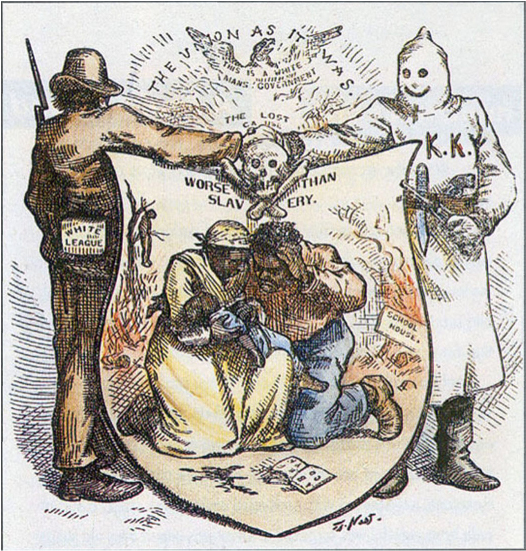 THE UNION AS IT WAS
THIS IS A WHITE
MANS GOVERNMENT
THE LOST
CAUSE
WORSE THAN
SLAVERY.
WHITE
LEAGUE
K.K.K
SCHOOL
HOUSE.
Th. Nast.